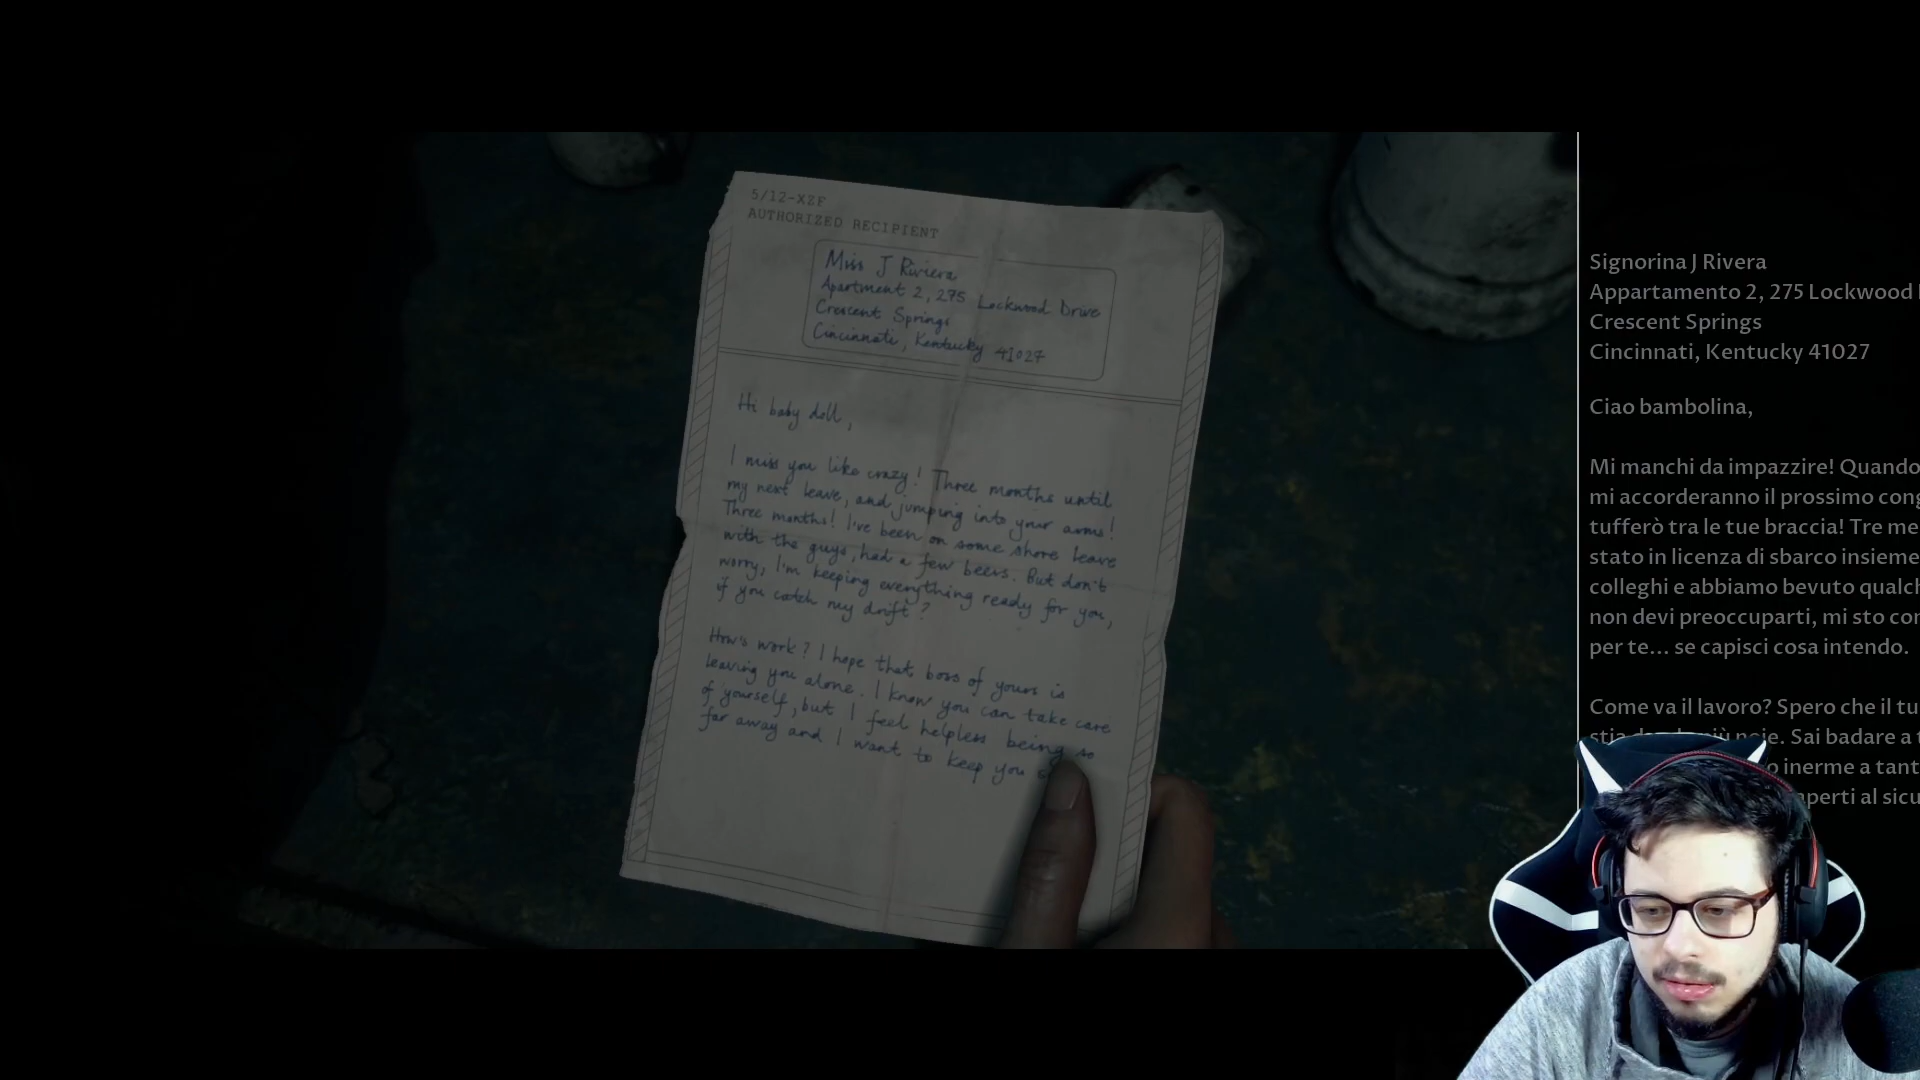 5/12-XZF
AUTHORIZED RECIPIENT
Miss J Riviera
Apartment 2, 275 Lockwood Drive
Crescent Springs
Cincinnati, Kentucky 41027
Hi baby doll,
I miss you like crazy! Three months until
my next leave, and jumping into your arms!
Three months! I've been on some shore leave
with the guys, had a few beers. But don't
worry, I'm keeping everything ready for you,
if you catch my drift?
How's work? I hope that boss of yours is
leaving you alone. I know you can take care
of yourself, but I feel helpless being so
far away and I want to keep you
Signorina J Rivera
Appartamento 2, 275 Lockwood
Crescent Springs
Cincinnati, Kentucky 41027
Ciao bambolina,
Mi manchi da impazzire! Quando
mi accorderanno il prossimo cong
tufferò tra le tue braccia! Tre me
stato in licenza di sbarco insieme
colleghi e abbiamo bevuto qualch
non devi preoccuparti, mi sto con
per te... se capisci cosa intendo.
Come va il lavoro? Spero che il tu
più noie. Sai badare a t
o inerme a tant
perti al sicu